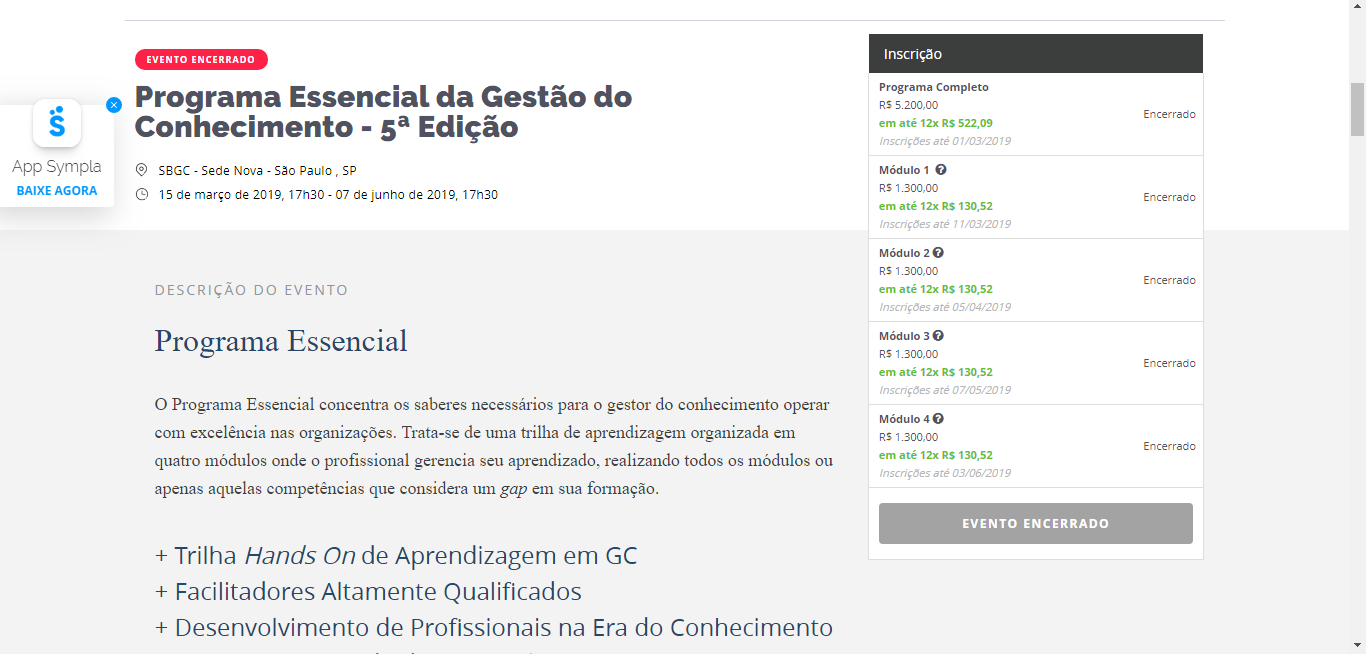 EVENTO ENCERRADO
Programa Essencial da Gestão do
Conhecimento - 5ª Edição
SBGC - Sede Nova - São Paulo , SP
15 de março de 2019, 17h30 - 07 de junho de 2019, 17h30
App Sympla
BAIXE AGORA
DESCRIÇÃO DO EVENTO
Programa Essencial
O Programa Essencial concentra os saberes necessários para o gestor do conhecimento operar
com excelência nas organizações. Trata-se de uma trilha de aprendizagem organizada em
quatro módulos onde o profissional gerencia seu aprendizado, realizando todos os módulos ou
apenas aquelas competências que considera um gap em sua formação.
+ Trilha Hands On de Aprendizagem em GC
+ Facilitadores Altamente Qualificados
+ Desenvolvimento de Profissionais na Era do Conhecimento
Inscrição
Programa Completo
R$ 5.200,00
em até 12x R$ 522,09
Inscrições até 01/03/2019
Encerrado
Módulo 1
R$ 1.300,00
em até 12x R$ 130,52
Inscrições até 11/03/2019
Encerrado
Módulo 2
R$ 1.300,00
em até 12x R$ 130,52
Inscrições até 05/04/2019
Encerrado
Módulo 3
R$ 1.300,00
em até 12x R$ 130,52
Inscrições até 07/05/2019
Encerrado
Módulo 4
R$ 1.300,00
em até 12x R$ 130,52
Inscrições até 03/06/2019
Encerrado
EVENTO ENCERRADO